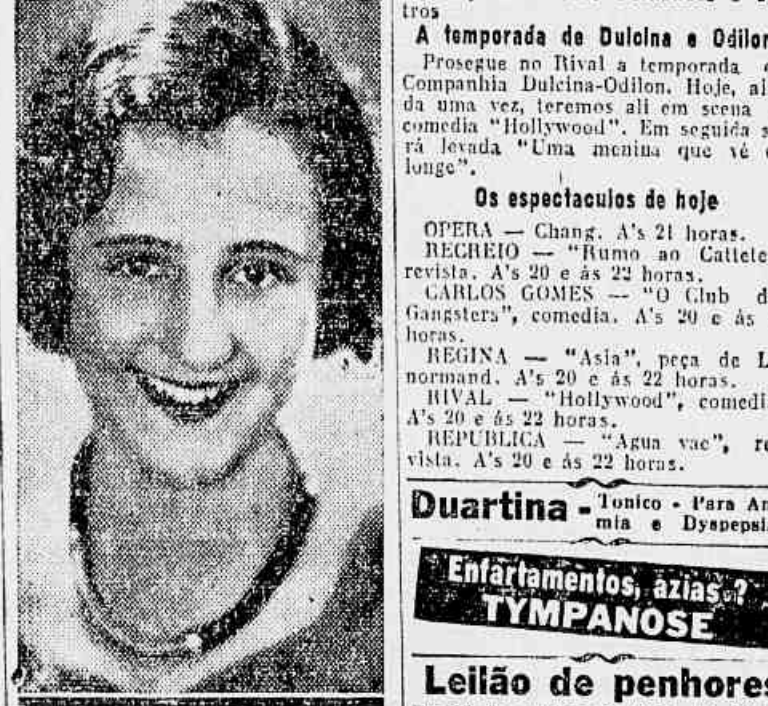 tros
A temporada de Dulcina e Odilon
Prosegue no Rival a temporada
Companhia Dulcina-Odilon. Hoje, ai
da uma vez, teremos ali em scena
comedia "Hollywood". Em seguida s
rá levada "Uma menina que vê
longe".
Os espectaculos de hoje
OPERA — Chang. A's 21 horas.
RECREIO — "Rumo ao Cattete
revista. A's 20 e ás 22 horas.
CARLOS GOMES — "O Club d
Gangsters", comedia. A's 20 e ás
horas.
REGINA — "Asia", peça de L
normand. A's 20 e ás 22 horas.
RIVAL — "Hollywood", comedi
A's 20 e ás 22 horas.
REPUBLICA — "Agua vae", re
vista. A's 20 e ás 22 horas.
Duartina - Tonico - Para An
mia e Dyspepsi
Enfartamentos, azias?
TYMPANOSE
Leilão de penhores